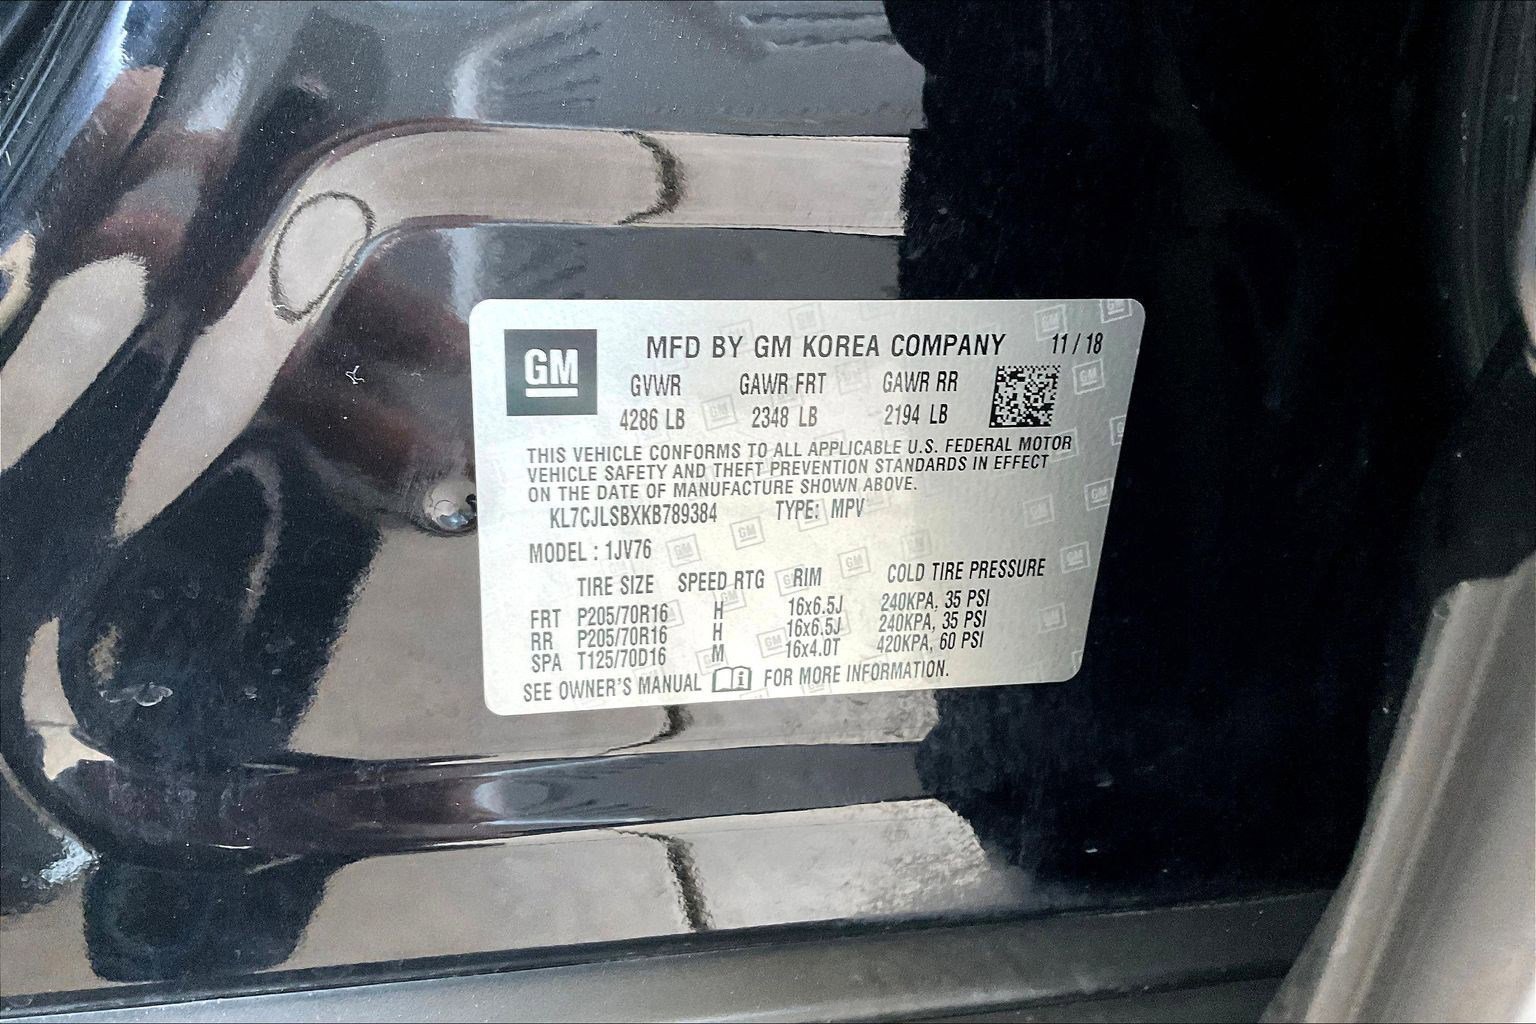 GM
MFD BY GM KOREA COMPANY 11/18
GVWR GAWR FRT GAWR RR
4286 LB 2348 LB 2194 LB
THIS VEHICLE CONFORMS TO ALL APPLICABLE U.S. FEDERAL MOTOR
VEHICLE SAFETY AND THEFT PREVENTION STANDARDS IN EFFECT
ON THE DATE OF MANUFACTURE SHOWN ABOVE.
KL7CJLSBXKB789384 TYPE: MPV
MODEL : 1JV76
TIRE SIZE SPEED RTG RIM COLD TIRE PRESSURE
FRT P205/70R16 H 16x6.5J 240KPA, 35 PSI
RR P205/70R16 H 16x6.5J 240KPA, 35 PSI
SPA T125/70D16 M 16x4.0T 420KPA, 60 PSI
SEE OWNER'S MANUAL FOR MORE INFORMATION.